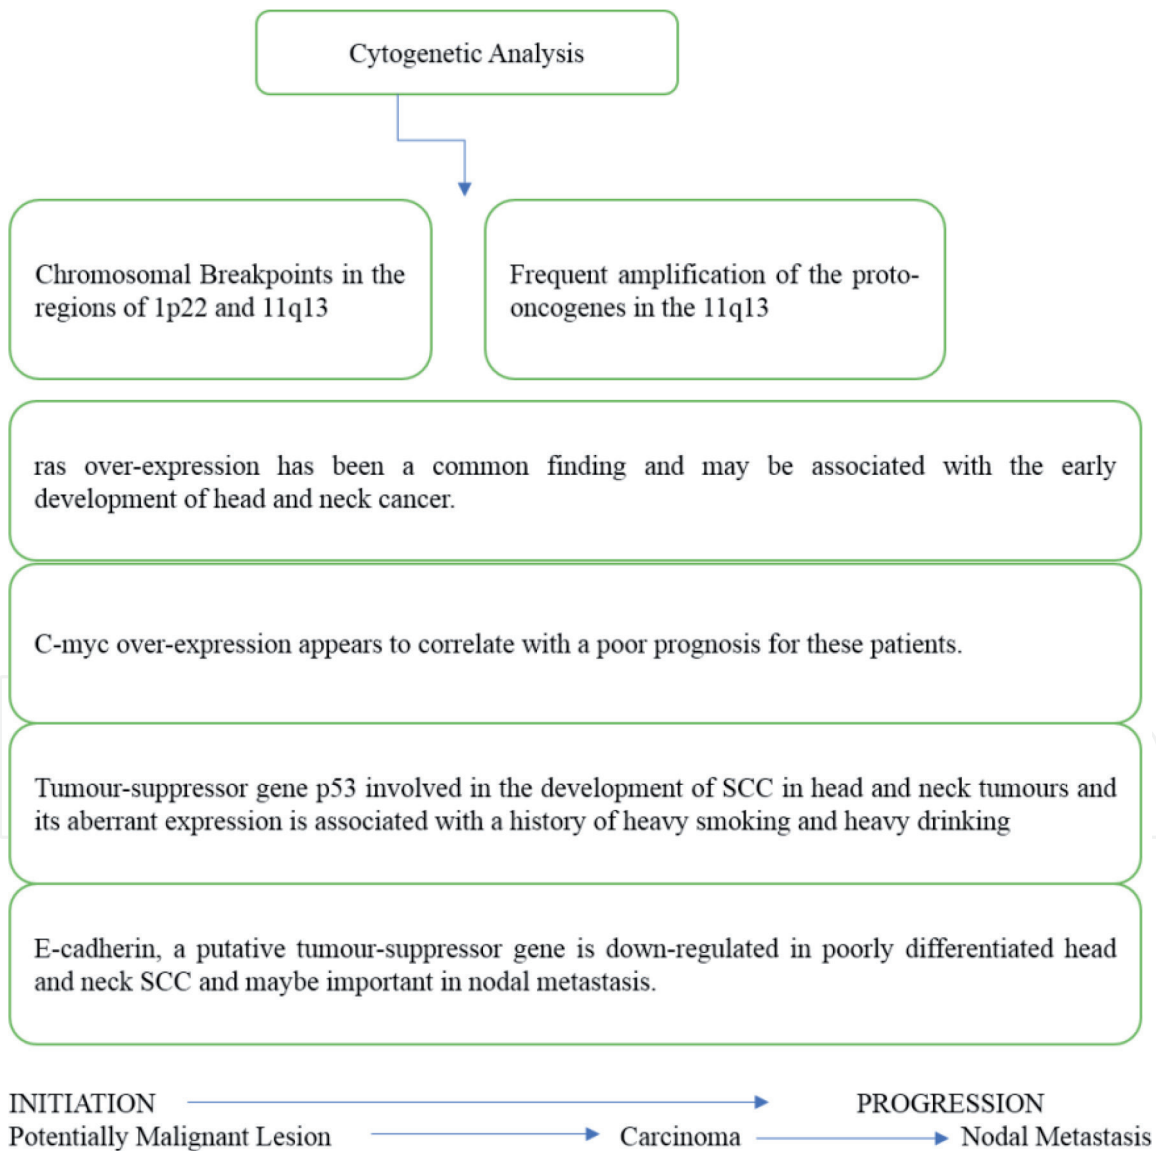 Cytogenetic Analysis
Chromosomal Breakpoints in the
regions of 1p22 and 11q13
Frequent amplification of the proto-
oncogenes in the 11q13
ras over-expression has been a common finding and may be associated with the early
development of head and neck cancer.
C-myc over-expression appears to correlate with a poor prognosis for these patients.
Tumour-suppressor gene p53 involved in the development of SCC in head and neck tumours and
its aberrant expression is associated with a history of heavy smoking and heavy drinking
E-cadherin, a putative tumour-suppressor gene is down-regulated in poorly differentiated head
and neck SCC and maybe important in nodal metastasis.
INITIATION PROGRESSION
Potentially Malignant Lesion Carcinoma Nodal Metastasis